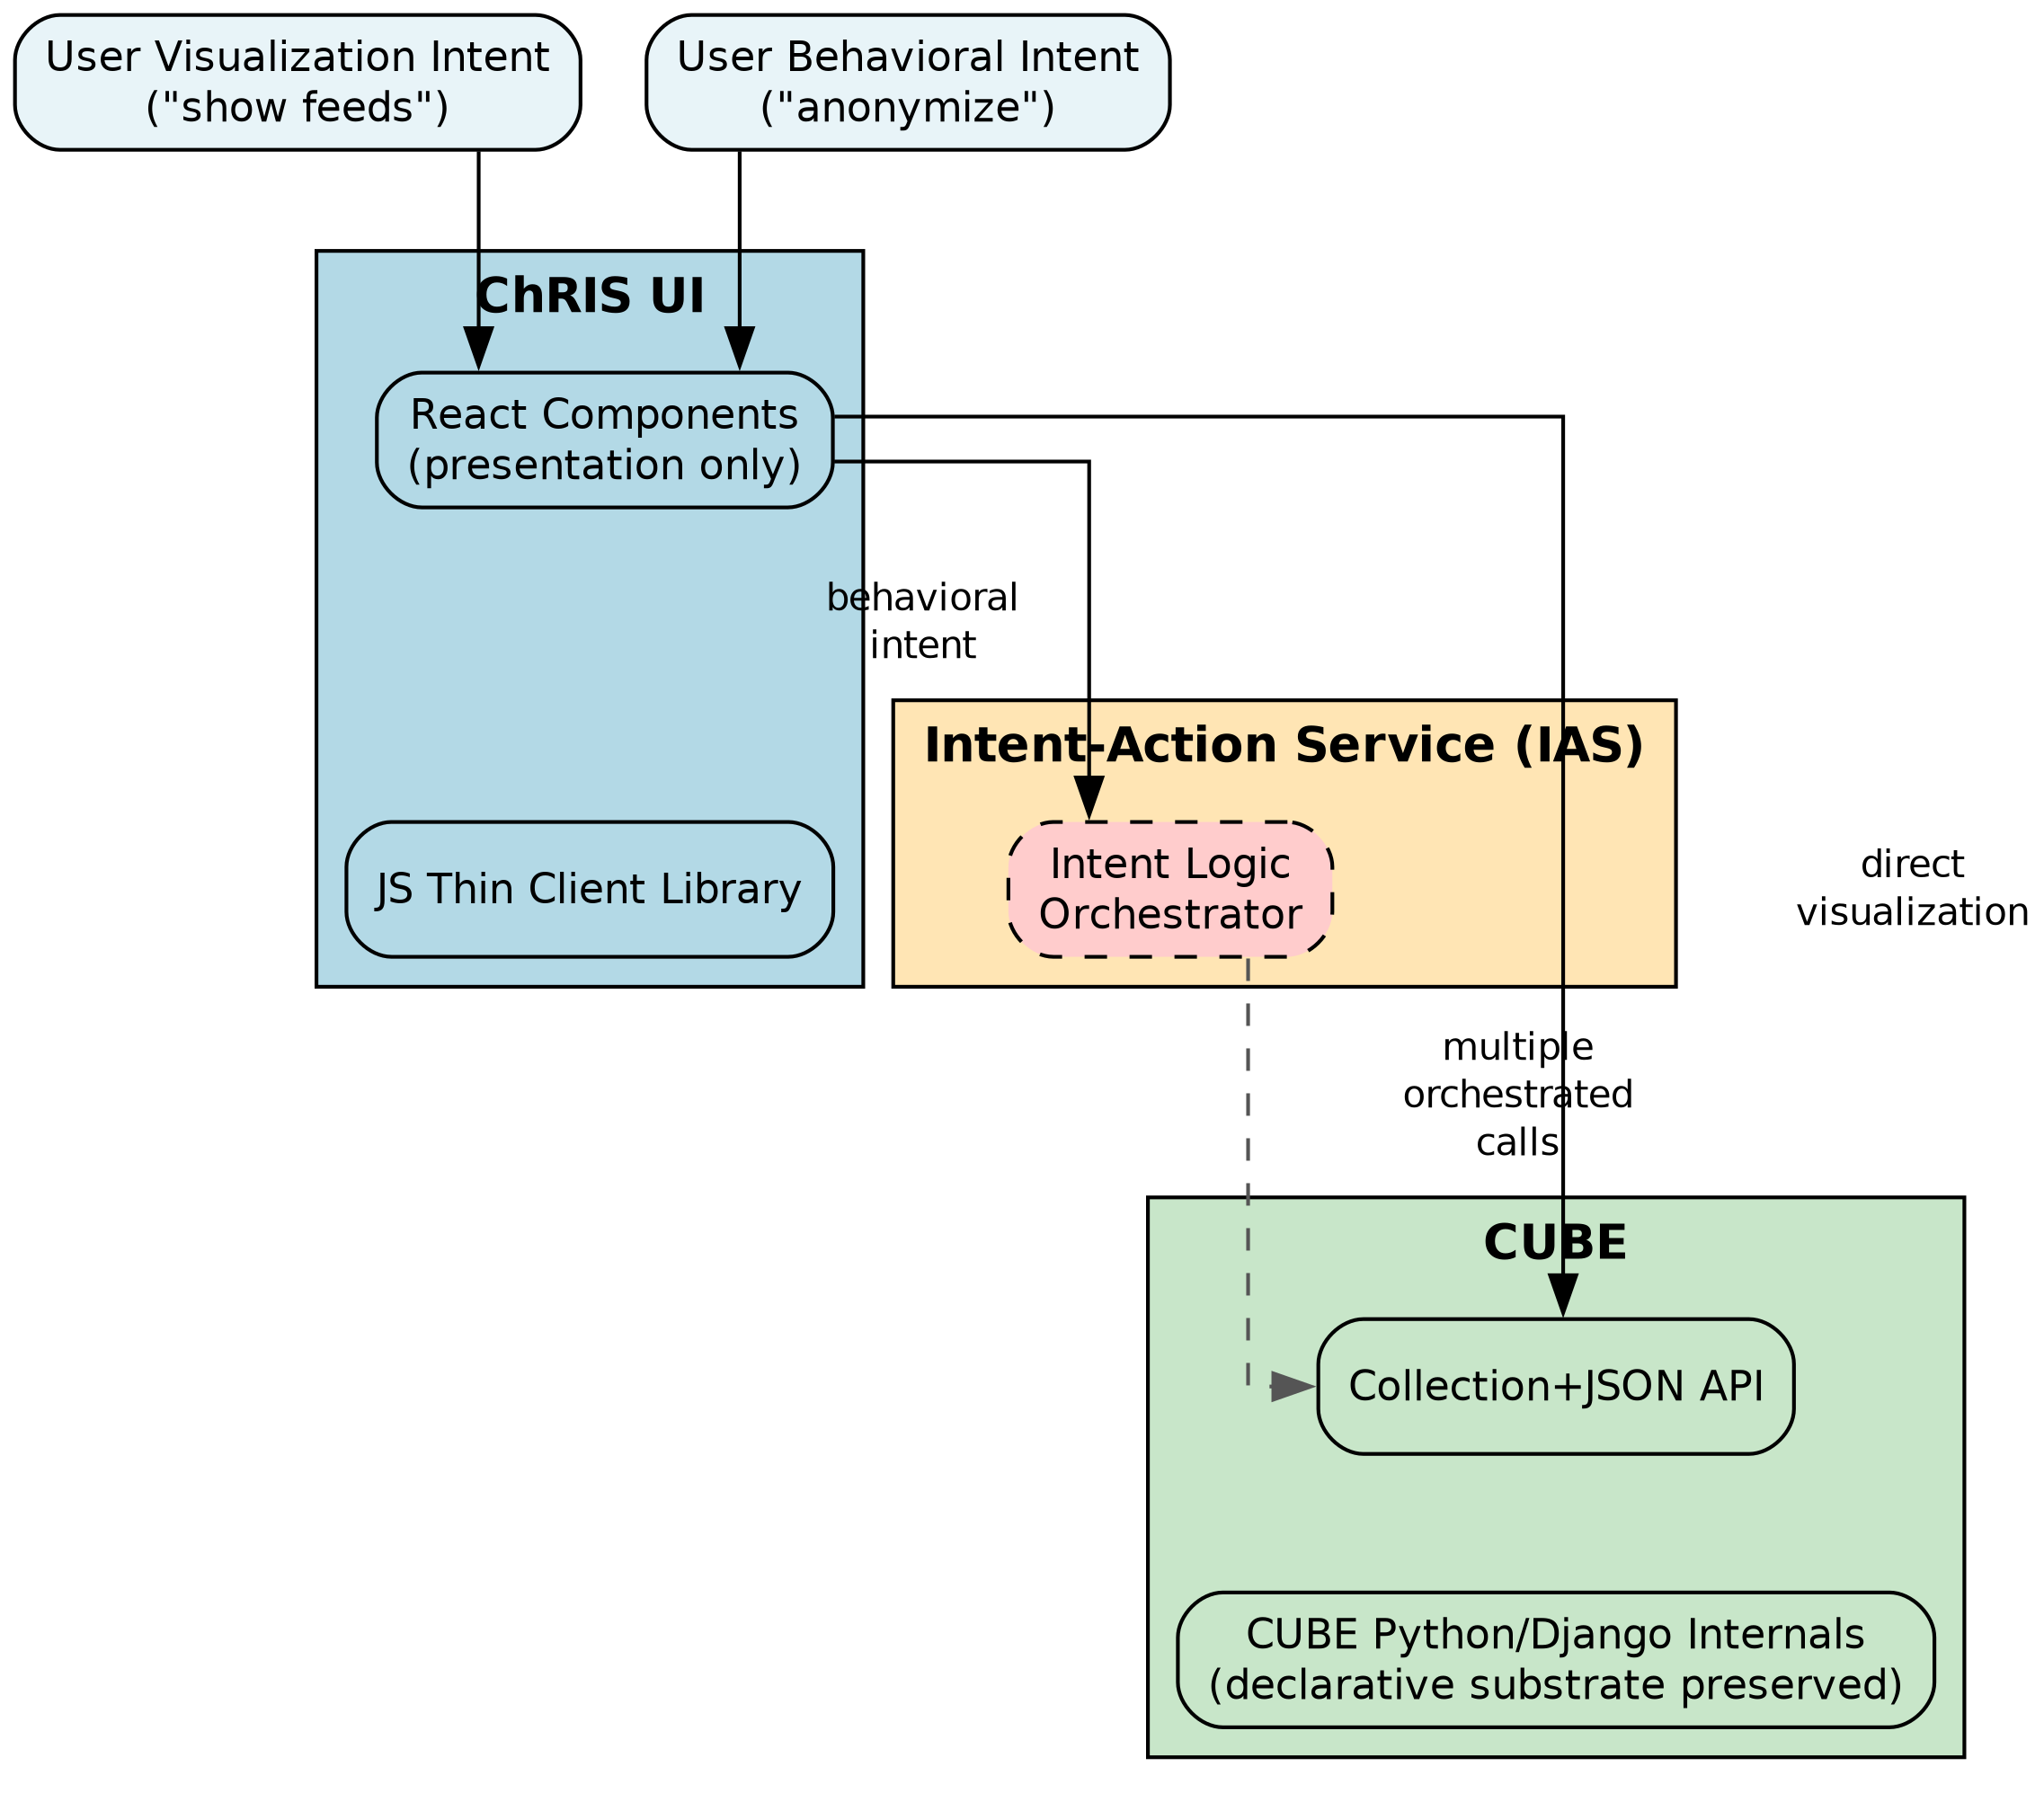 User Visualization Intent
("show feeds")
User Behavioral Intent
("anonymize")
ChRIS UI
React Components
(presentation only)
behavioral
intent
Intent-Action Service (IAS)
JS Thin Client Library
Intent Logic
Orchestrator
direct
visualization
multiple
orchestrated
calls
CUBE
Collection+JSON API
CUBE Python/Django Internals
(declarative substrate preserved)